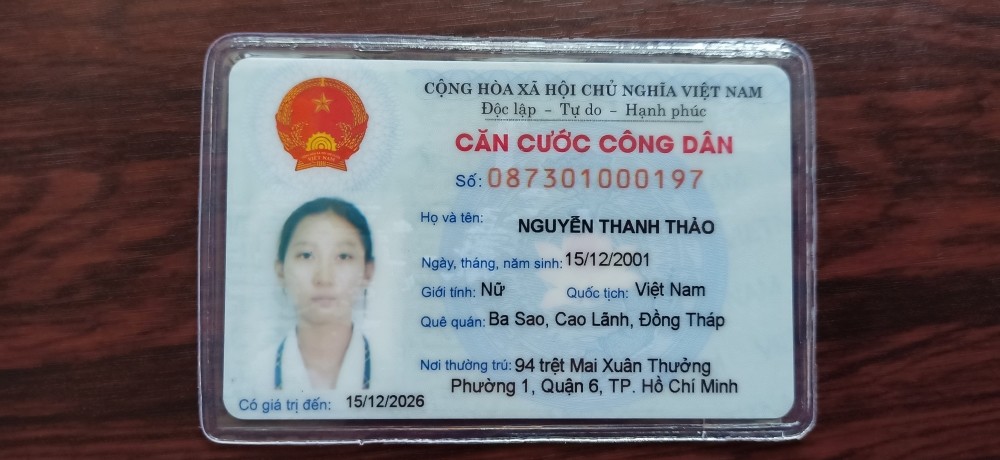 CỘNG HÒA XÃ HỘI CHỦ NGHĨA VIỆT NAM
Độc lập - Tự do - Hạnh phúc
CĂN CƯỚC CÔNG DÂN
Số: 087301000197
Họ và tên: NGUYỄN THANH THẢO
Ngày, tháng, năm sinh: 15/12/2001
Giới tính: Nữ Quốc tịch: Việt Nam
Quê quán: Ba Sao, Cao Lãnh, Đồng Tháp
Nơi thường trú: 94 trệt Mai Xuân Thưởng
Phường 1, Quận 6, TP. Hồ Chí Minh
Có giá trị đến: 15/12/2026